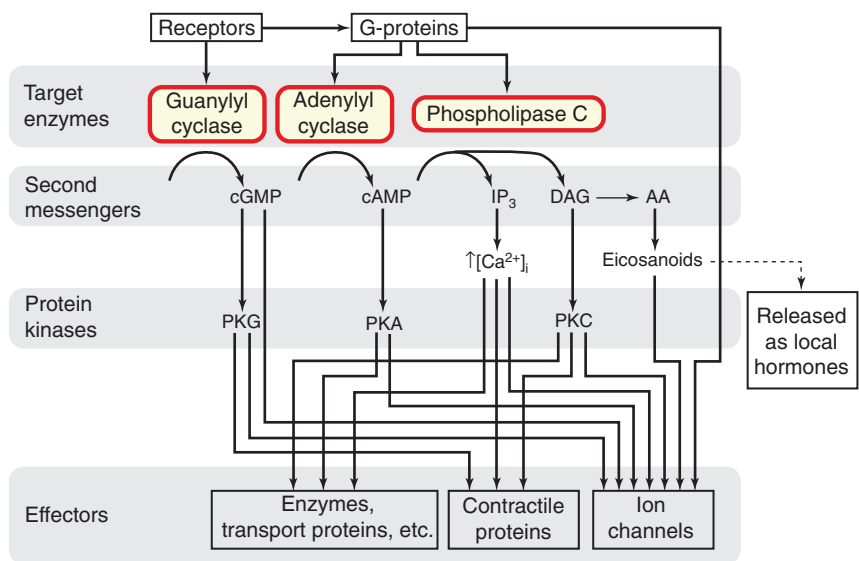 Receptors
G-proteins
Target
enzymes
Guanylyl
cyclase
Adenylyl
cyclase
Phospholipase C
Second
messengers
cGMP
cAMP
IP₃
DAG
AA
↑[Ca²⁺]ᵢ
Eicosanoids
Protein
kinases
PKG
PKA
PKC
Released
as local
hormones
Effectors
Enzymes,
transport proteins, etc.
Contractile
proteins
Ion
channels